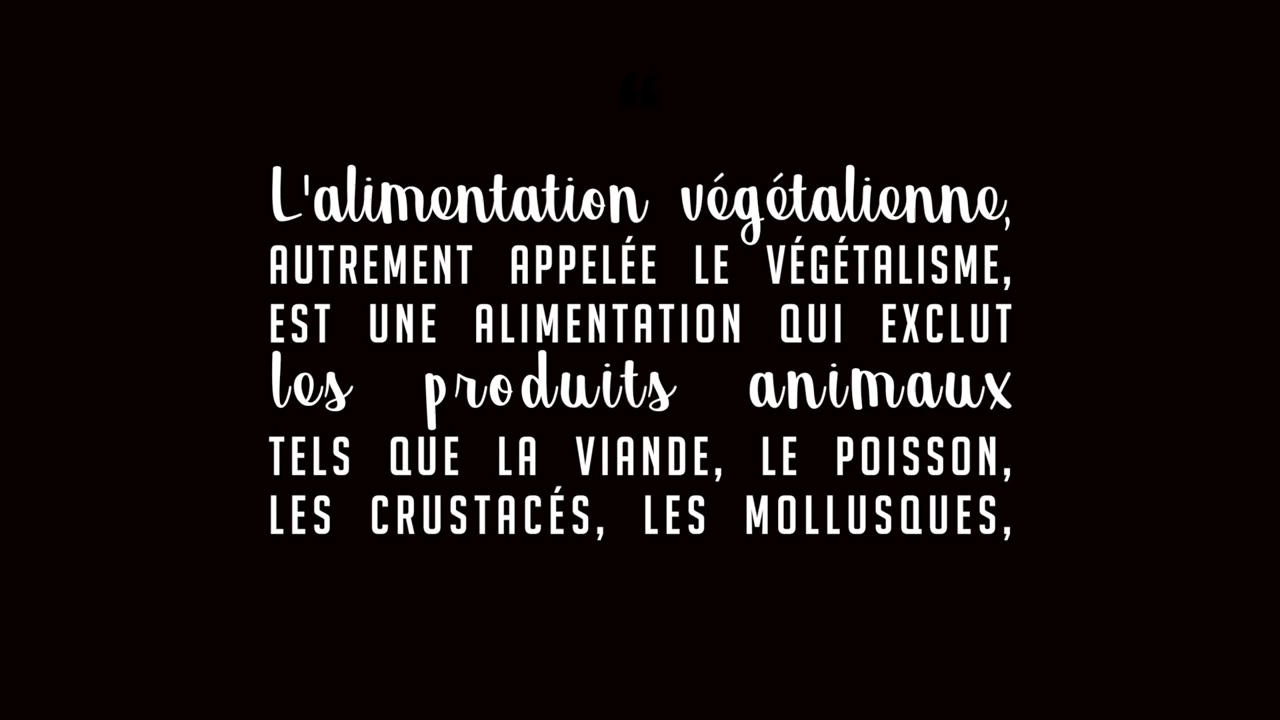 “
L'alimentation végétalienne,
AUTREMENT APPELÉE LE VÉGÉTALISME,
EST UNE ALIMENTATION QUI EXCLUT
les produits animaux
TELS QUE LA VIANDE, LE POISSON,
LES CRUSTACÉS, LES MOLLUSQUES,